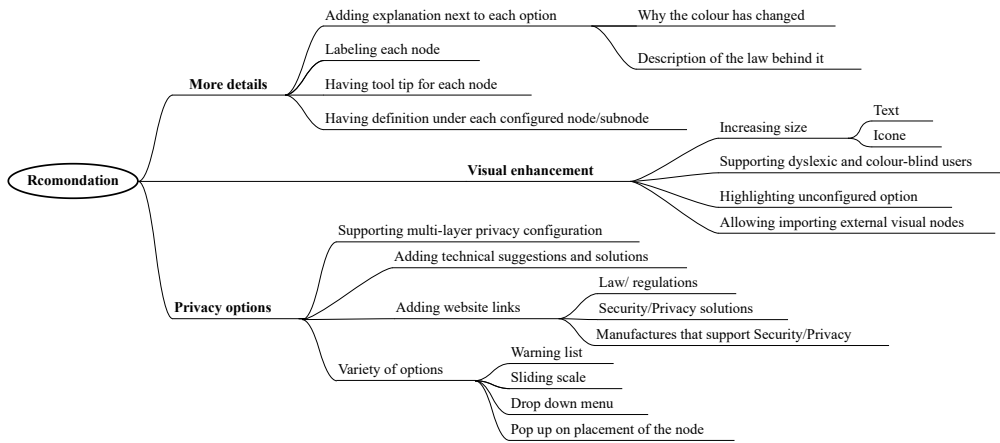 Rcomondation
More details
Adding explanation next to each option
Why the colour has changed
Description of the law behind it
Labeling each node
Having tool tip for each node
Having definition under each configured node/subnode
Visual enhancement
Increasing size
Text
Icone
Supporting dyslexic and colour-blind users
Highlighting unconfigured option
Allowing importing external visual nodes
Privacy options
Supporting multi-layer privacy configuration
Adding technical suggestions and solutions
Adding website links
Law/ regulations
Security/Privacy solutions
Manufactures that support Security/Privacy
Variety of options
Warning list
Sliding scale
Drop down menu
Pop up on placement of the node